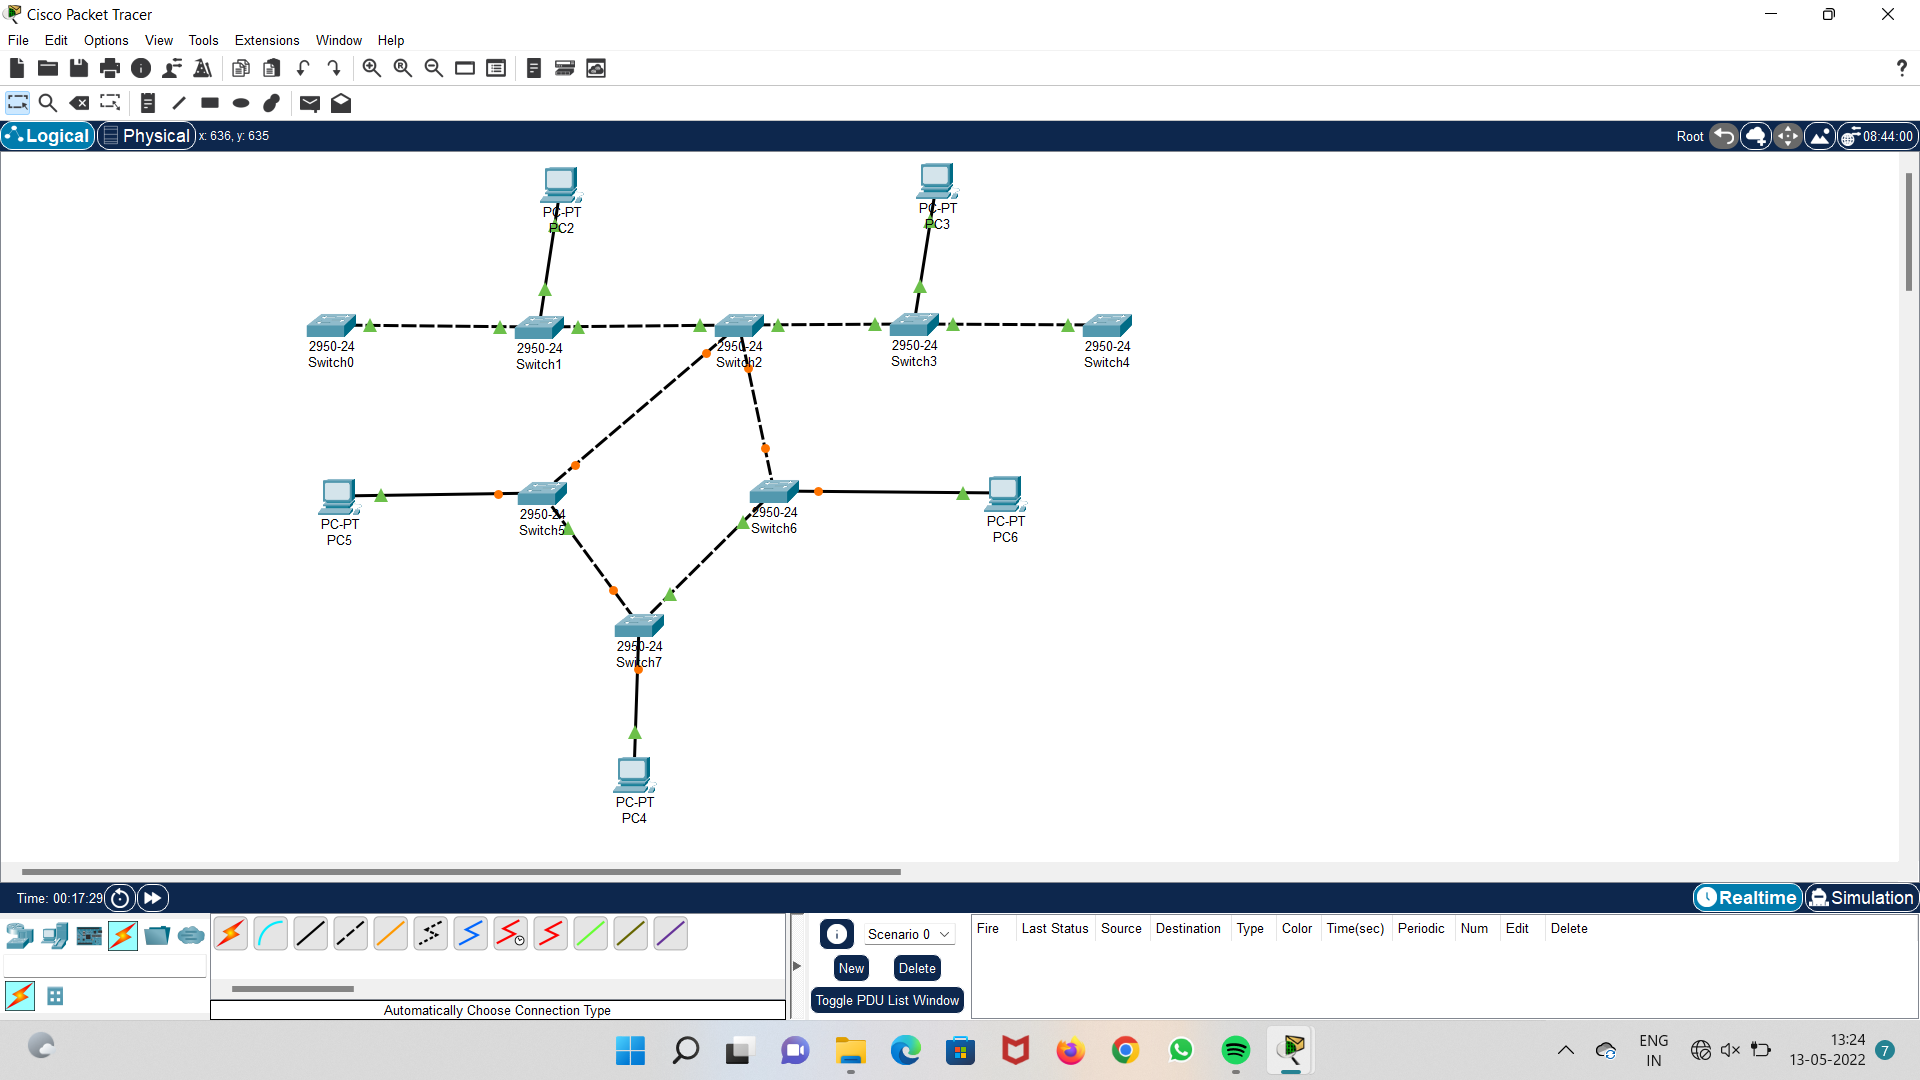 Cisco Packet Tracer
File Edit Options View Tools Extensions Window Help
Logical Physical x: 636, y: 635 Root 08:44:00
PC-PT
PC2
PC-PT
PC3
2950-24
Switch0
2950-24
Switch1
2950-24
Switch2
2950-24
Switch3
2950-24
Switch4
PC-PT
PC5
2950-24
Switch5
2950-24
Switch6
PC-PT
PC6
2950-24
Switch7
PC-PT
PC4
Time: 00:17:29 Realtime Simulation
Scenario 0
New Delete
Toggle PDU List Window
Fire Last Status Source Destination Type Color Time(sec) Periodic Num Edit Delete
Automatically Choose Connection Type
ENG
IN
13:24
13-05-2022
7